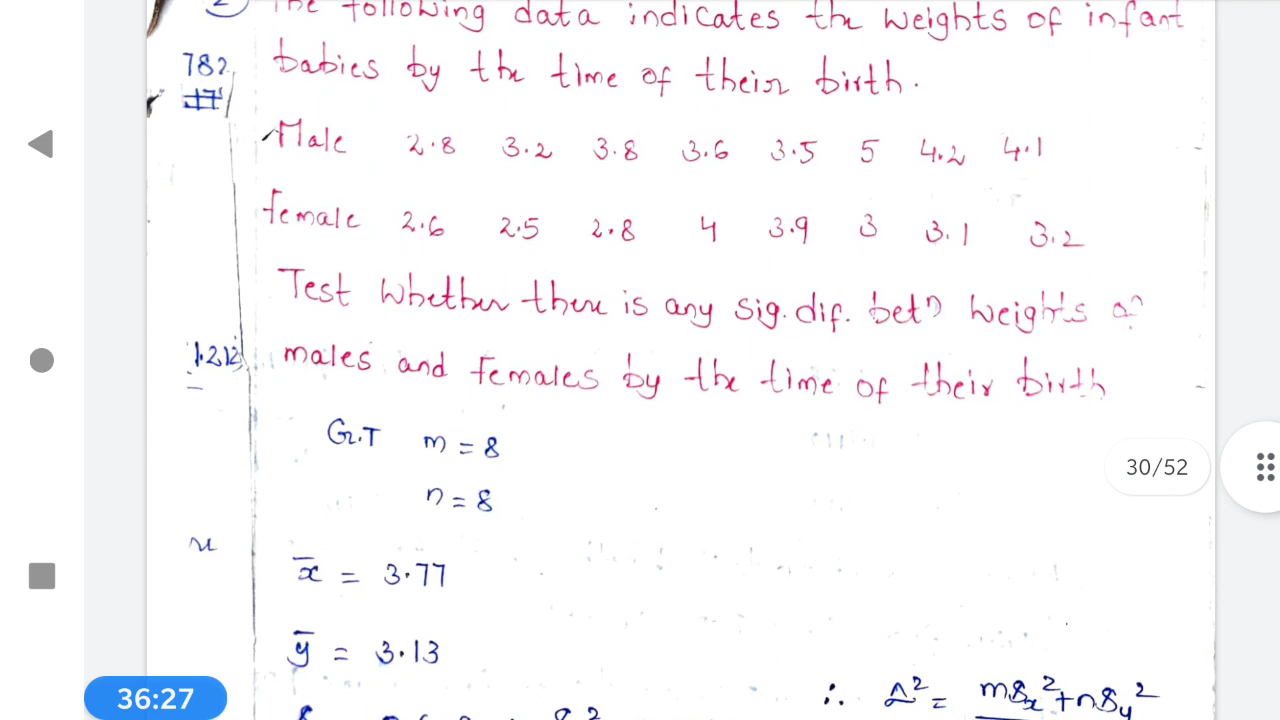 ② The following data indicates the weights of infant
782
babies by the time of their birth.
Male 2.8 3.2 3.8 3.6 3.5 5 4.2 4.1
Female 2.6 2.5 2.8 4 3.9 3 3.1 3.2
Test whether there is any sig. dif. betn weights of
1.212
males and females by the time of their birth
G.T m = 8
n = 8
x̄ = 3.77
ȳ = 3.13
∴ s² = msx² + nsy²
30/52
36:27